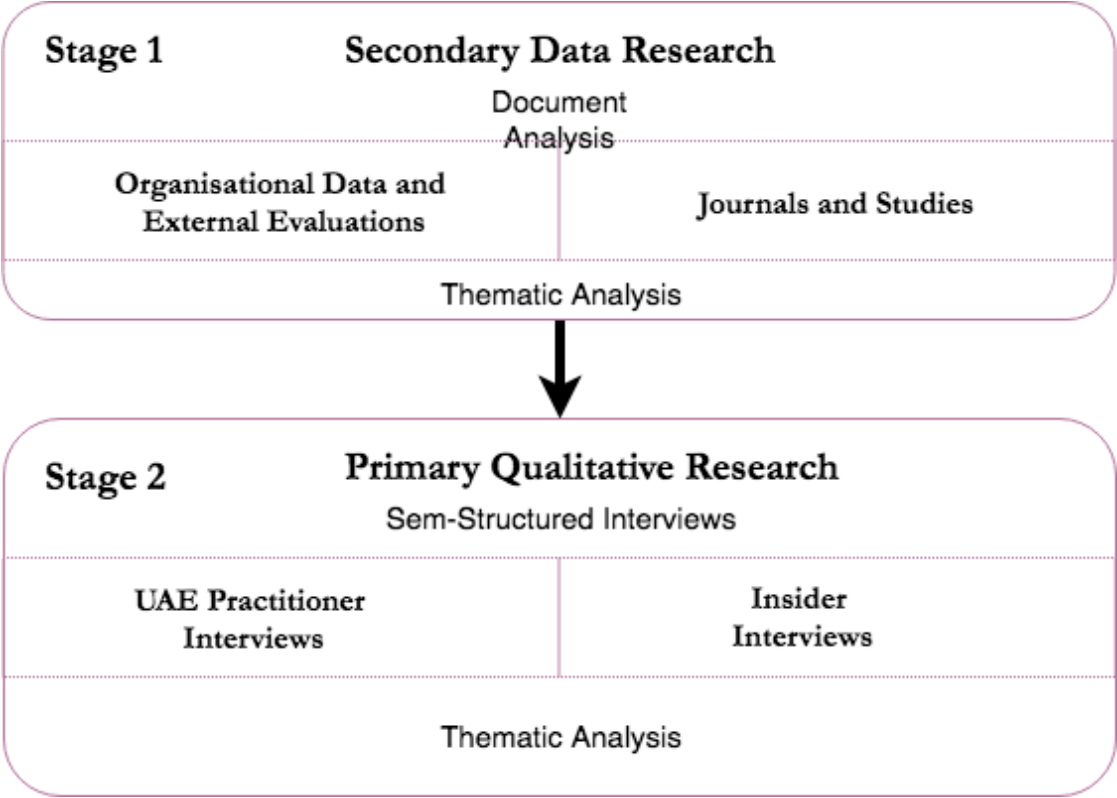 Stage 1
Secondary Data Research
Document
Analysis
Organisational Data and
External Evaluations
Journals and Studies
Thematic Analysis
Stage 2
Primary Qualitative Research
Sem-Structured Interviews
UAE Practitioner
Interviews
Insider
Interviews
Thematic Analysis